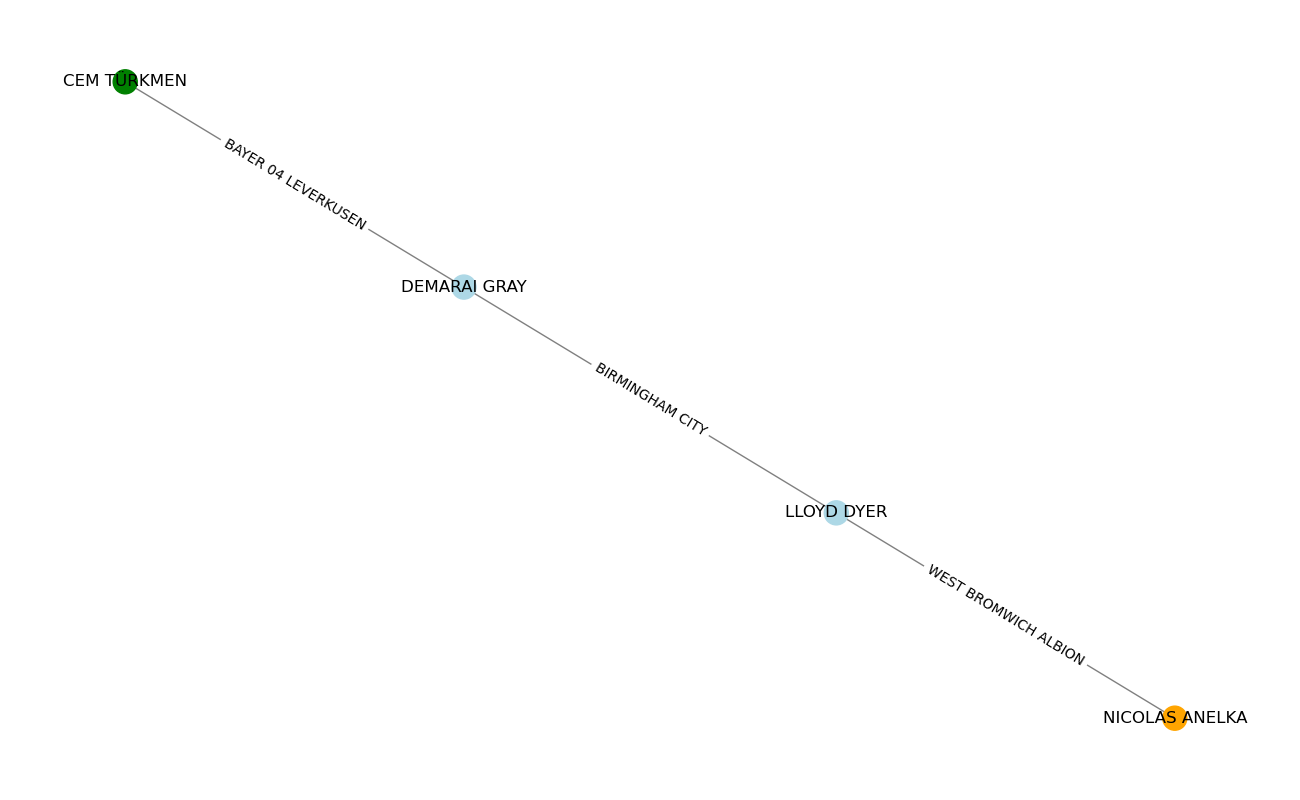 CEM TURKMEN
BAYER 04 LEVERKUSEN
DEMARAI GRAY
BIRMINGHAM CITY
LLOYD DYER
WEST BROMWICH ALBION
NICOLAS ANELKA